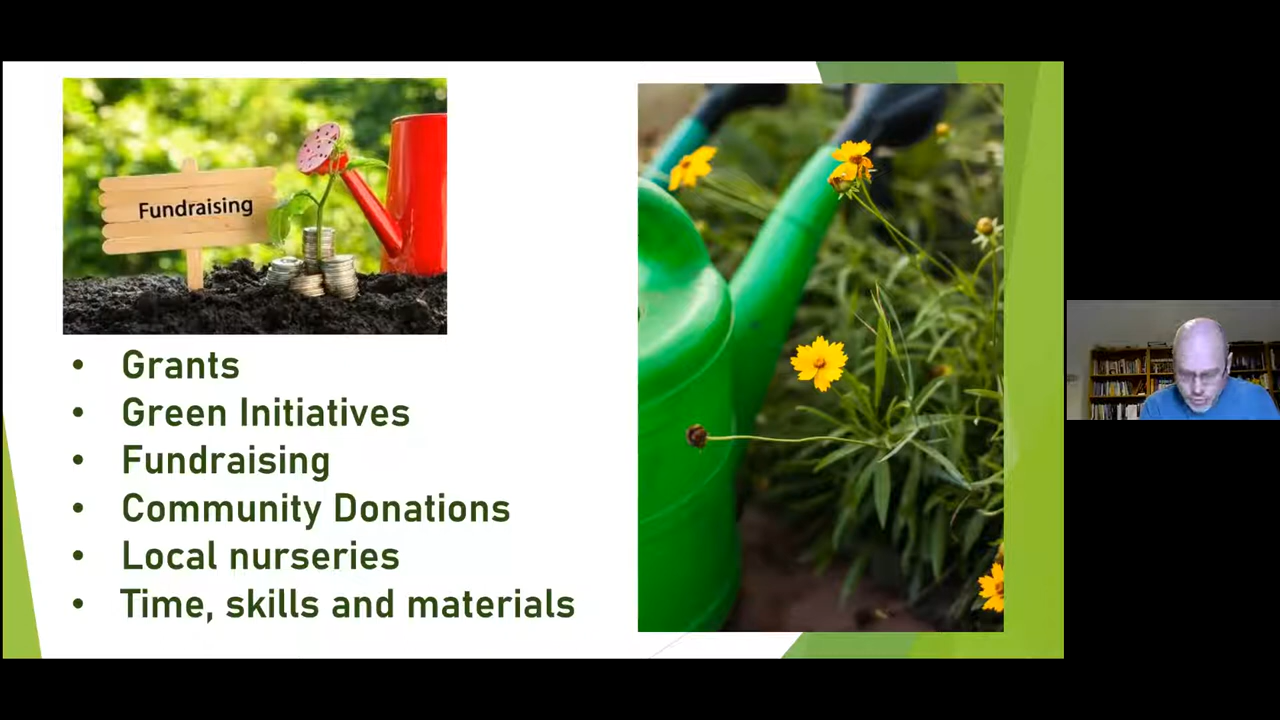 Fundraising
• Grants
• Green Initiatives
• Fundraising
• Community Donations
• Local nurseries
• Time, skills and materials